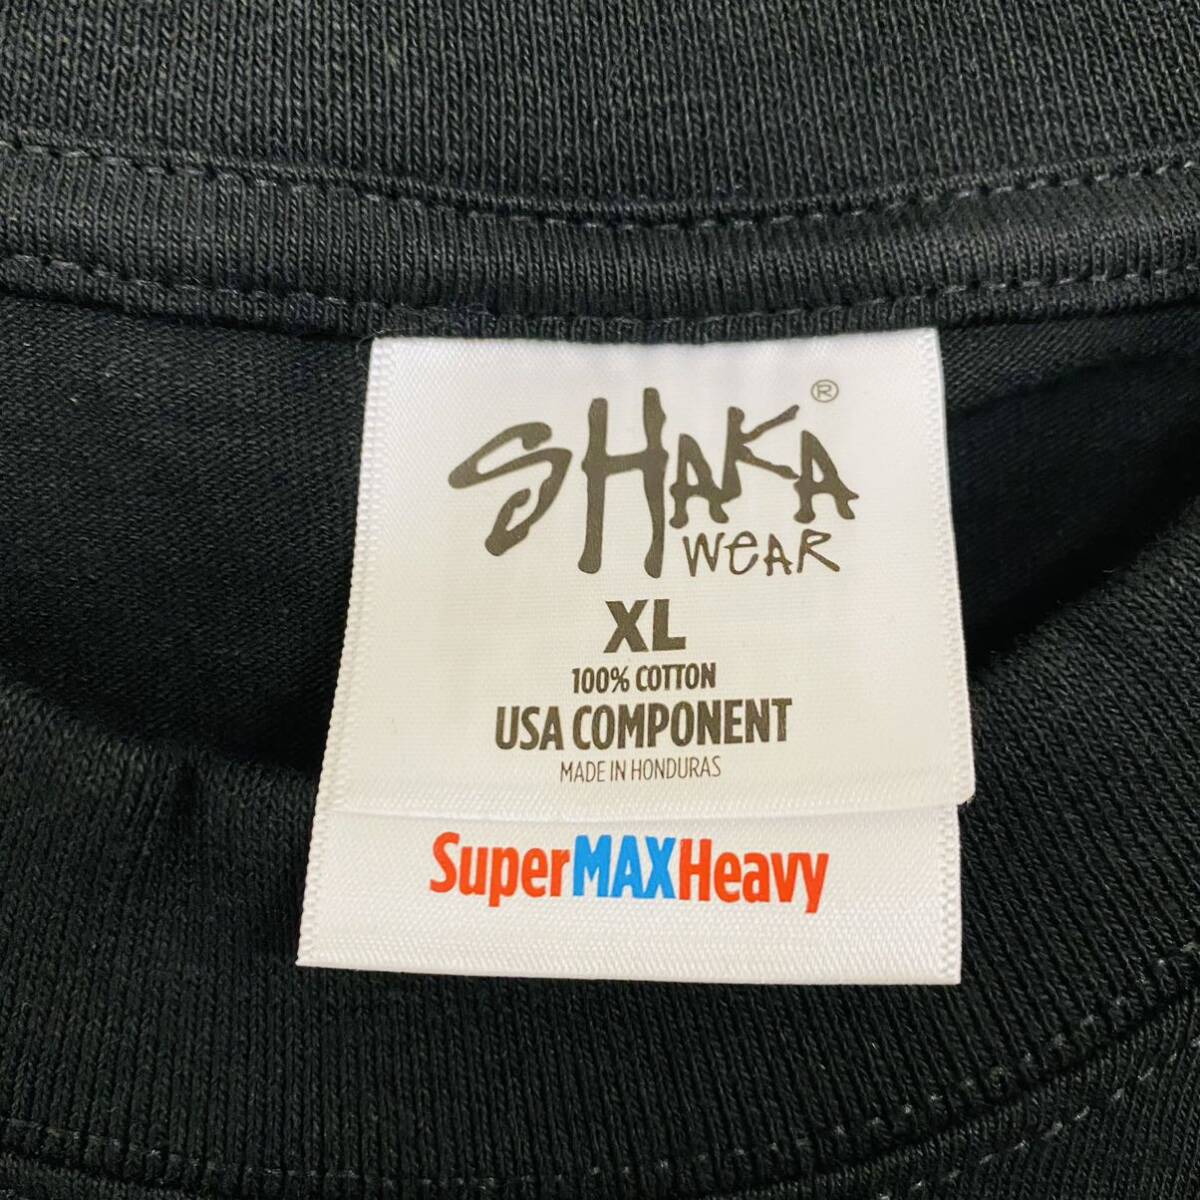 SHAKA ®
WEAR
XL
100% COTTON
USA COMPONENT
MADE IN HONDURAS
SuperMAXHeavy